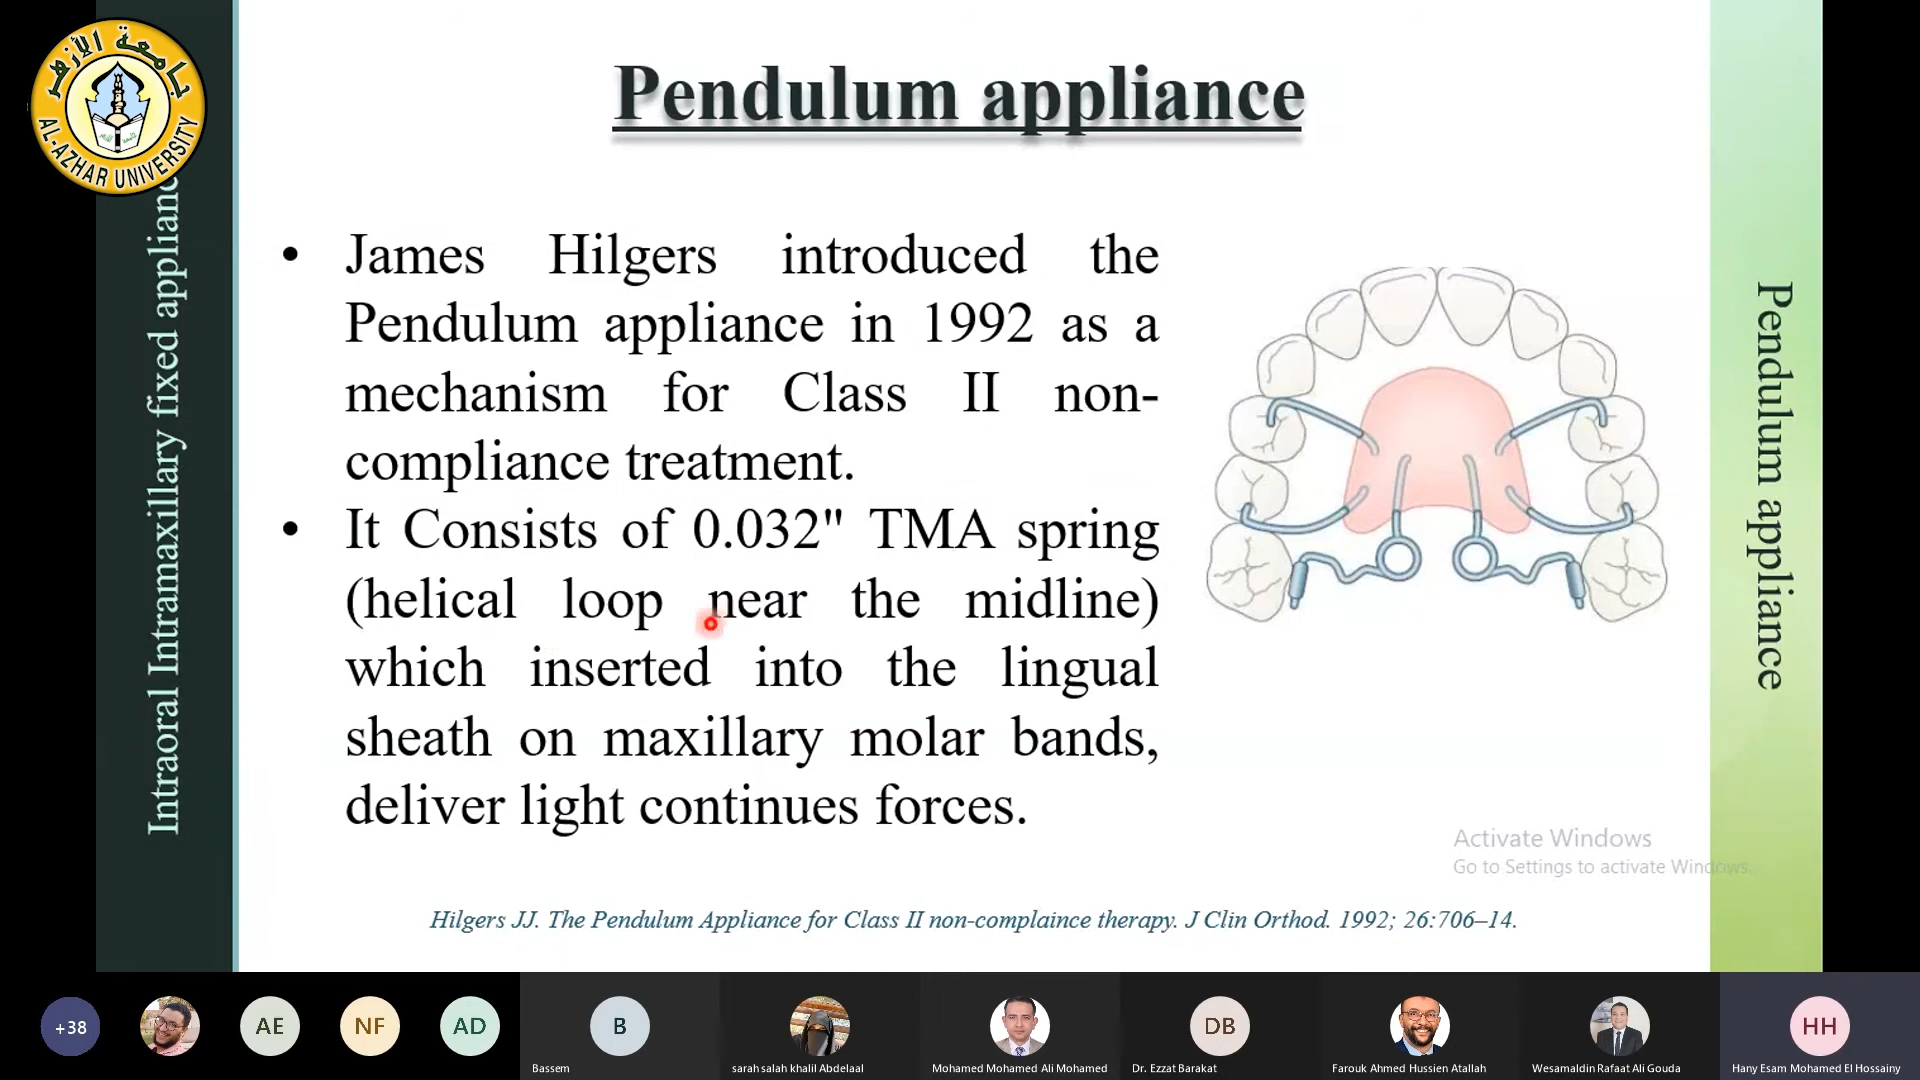 جامعة الأزهر
AL-AZHAR UNIVERSITY
Pendulum appliance
Intraoral Intramaxillary fixed applianc
• James Hilgers introduced the
Pendulum appliance in 1992 as a
mechanism for Class II non-
compliance treatment.
• It Consists of 0.032" TMA spring
(helical loop near the midline)
which inserted into the lingual
sheath on maxillary molar bands,
deliver light continues forces.
Pendulum appliance
Activate Windows
Go to Settings to activate Windows.
Hilgers JJ. The Pendulum Appliance for Class II non-complaince therapy. J Clin Orthod. 1992; 26:706–14.
+38
AE
NF
AD
B
DB
HH
Bassem
sarah salah khalil Abdelaal
Mohamed Mohamed Ali Mohamed
Dr. Ezzat Barakat
Farouk Ahmed Hussien Atallah
Wesamaldin Rafaat Ali Gouda
Hany Esam Mohamed El Hossainy